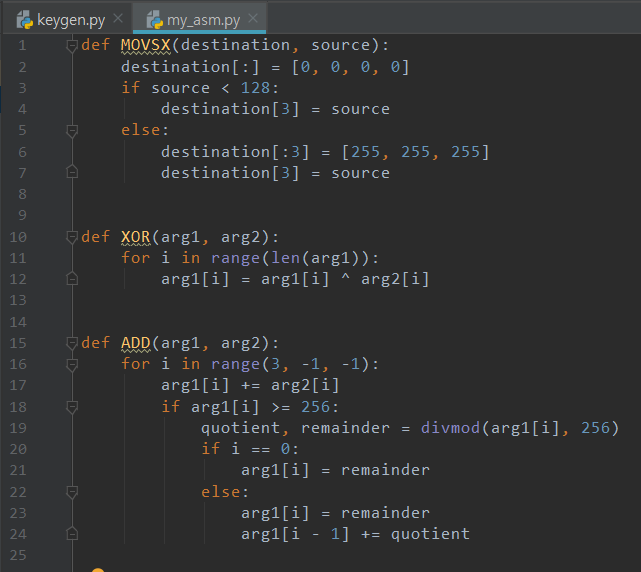 keygen.py × my_asm.py ×
1 def MOVSX(destination, source):
2     destination[:] = [0, 0, 0, 0]
3     if source < 128:
4         destination[3] = source
5     else:
6         destination[:3] = [255, 255, 255]
7         destination[3] = source
8
9
10 def XOR(arg1, arg2):
11     for i in range(len(arg1)):
12         arg1[i] = arg1[i] ^ arg2[i]
13
14
15 def ADD(arg1, arg2):
16     for i in range(3, -1, -1):
17         arg1[i] += arg2[i]
18         if arg1[i] >= 256:
19             quotient, remainder = divmod(arg1[i], 256)
20             if i == 0:
21                 arg1[i] = remainder
22             else:
23                 arg1[i] = remainder
24                 arg1[i - 1] += quotient
25